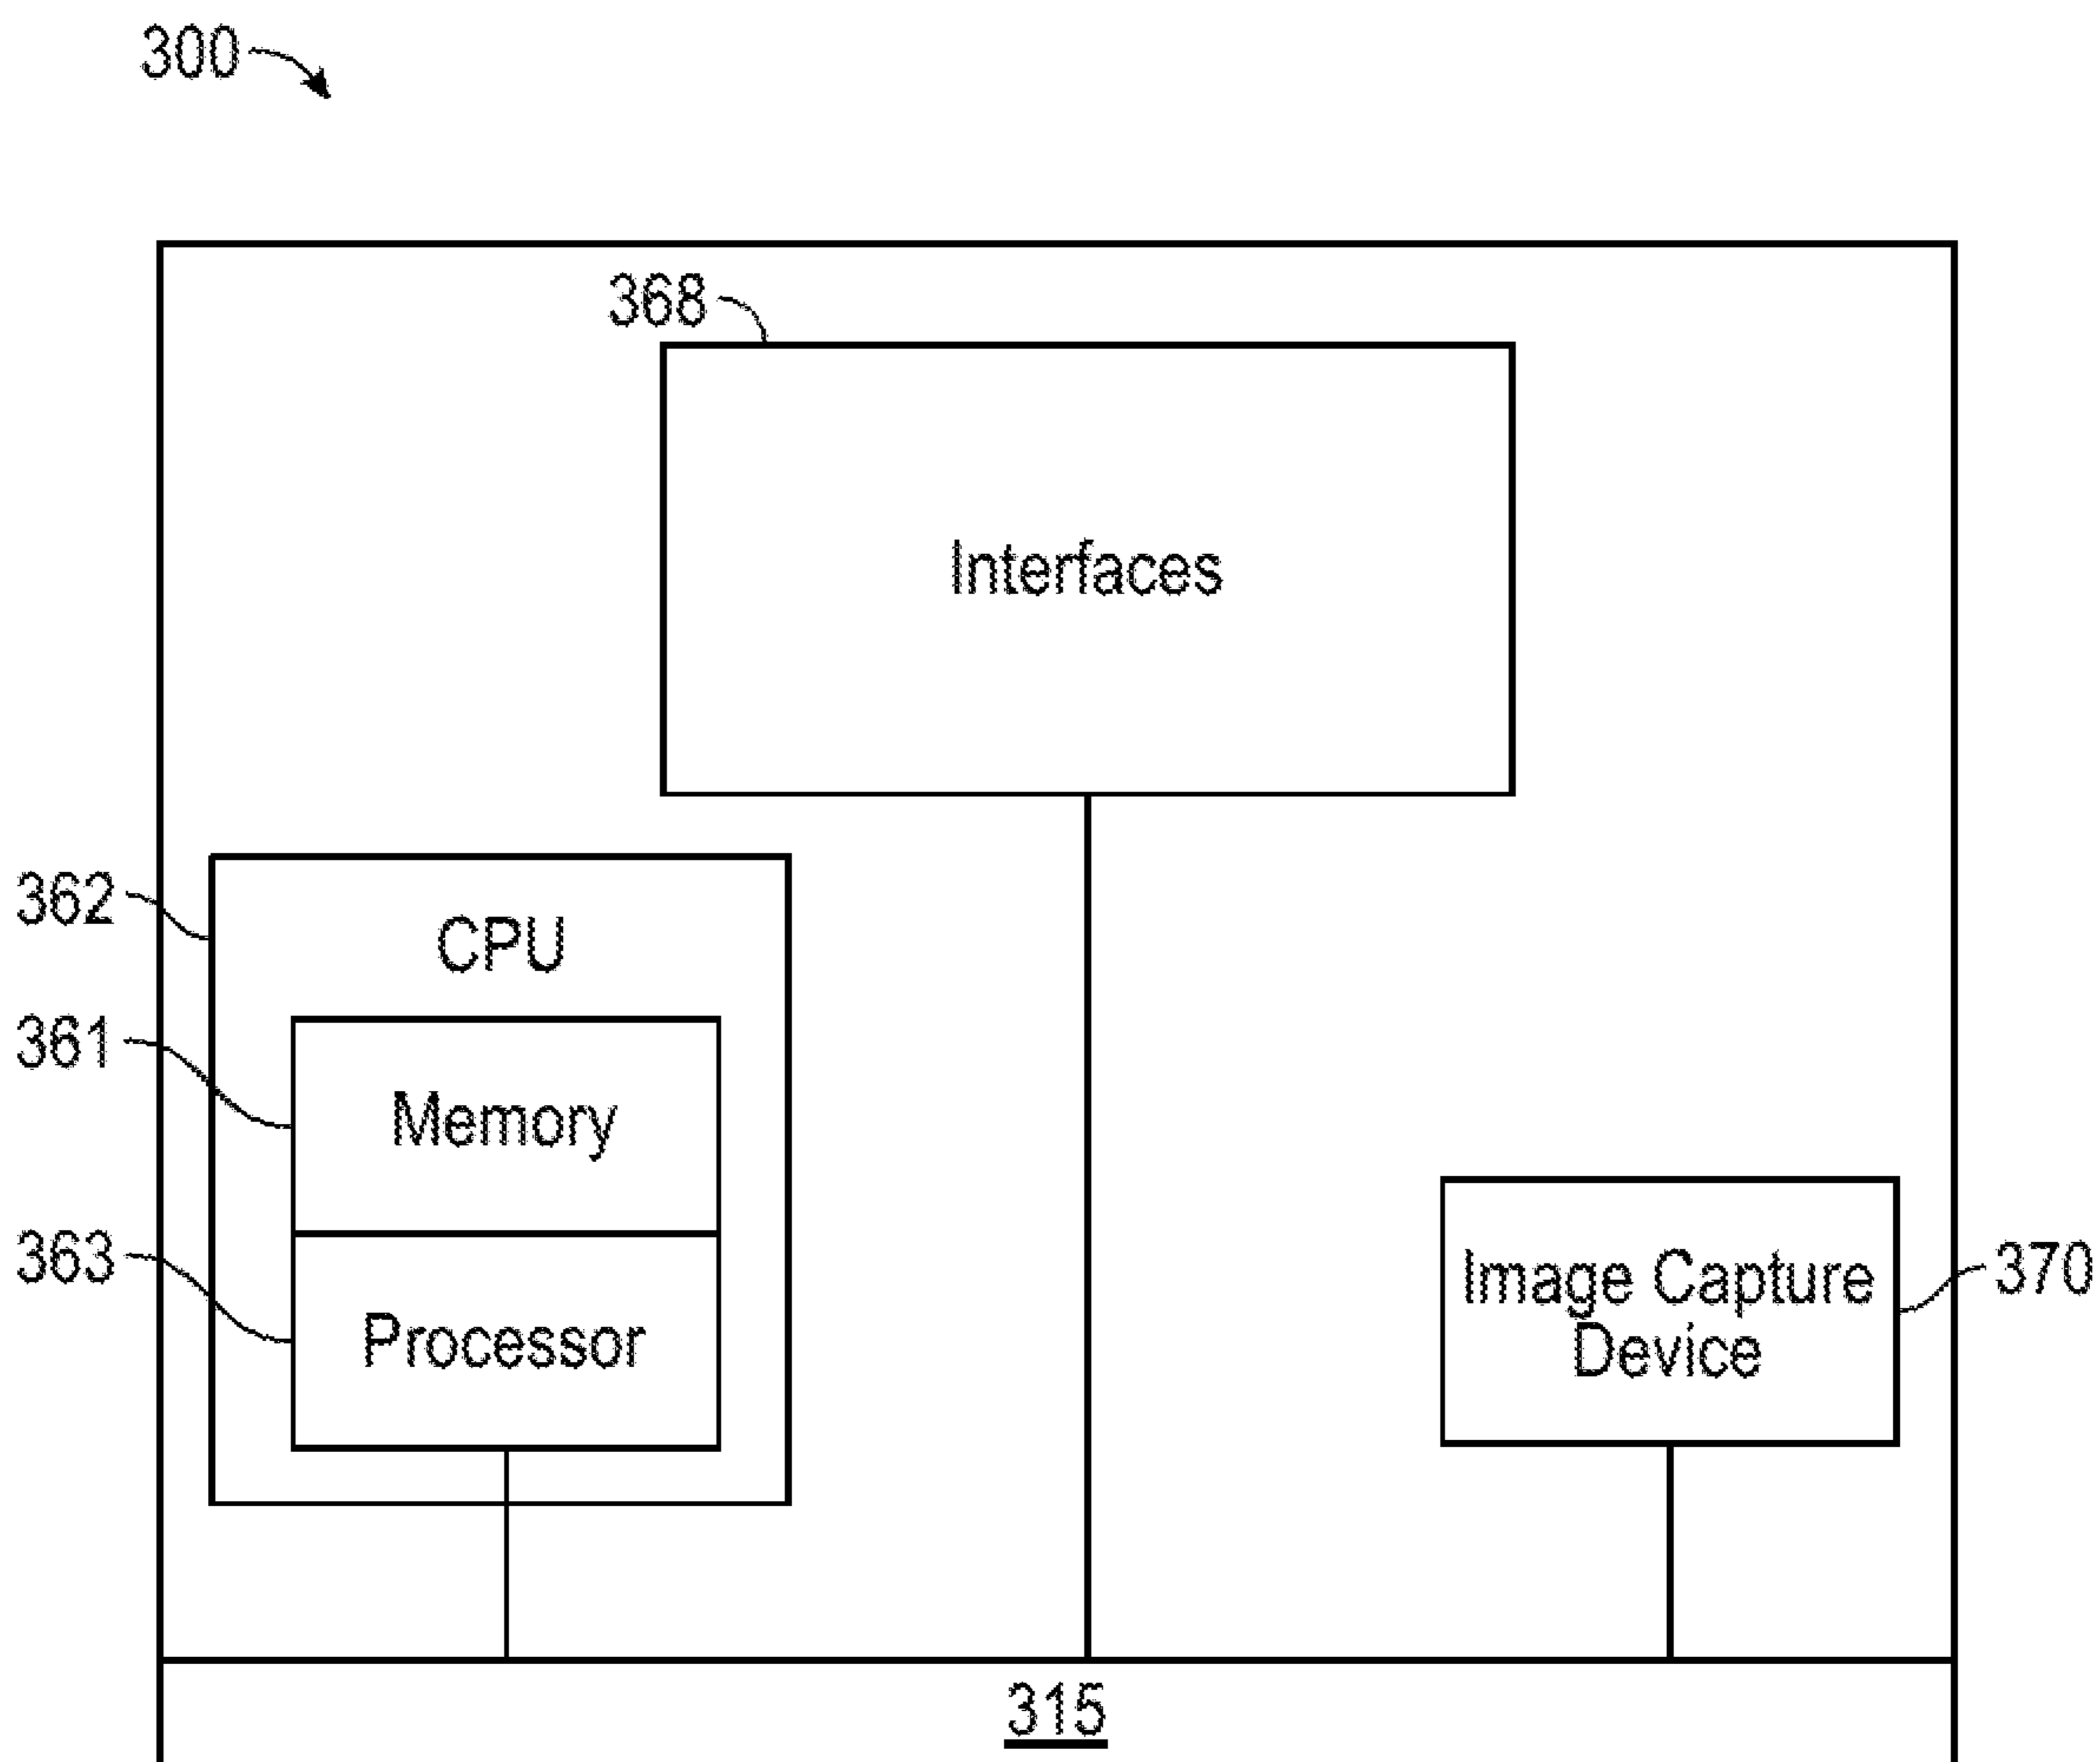 300
368
Interfaces
362
CPU
361
Memory
363
Processor
Image Capture
Device
370
315